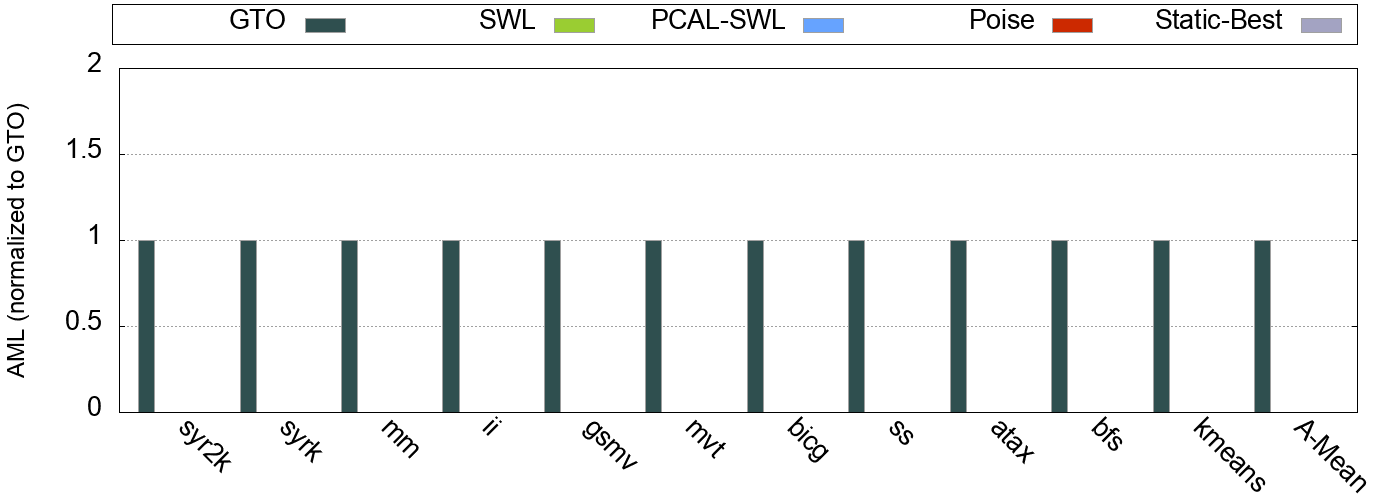 GTO SWL PCAL-SWL Poise Static-Best
AML (normalized to GTO)
2
1.5
1
0.5
0
syr2k syrk mm ii gsmv mvt bicg ss atax bfs kmeans A-Mean